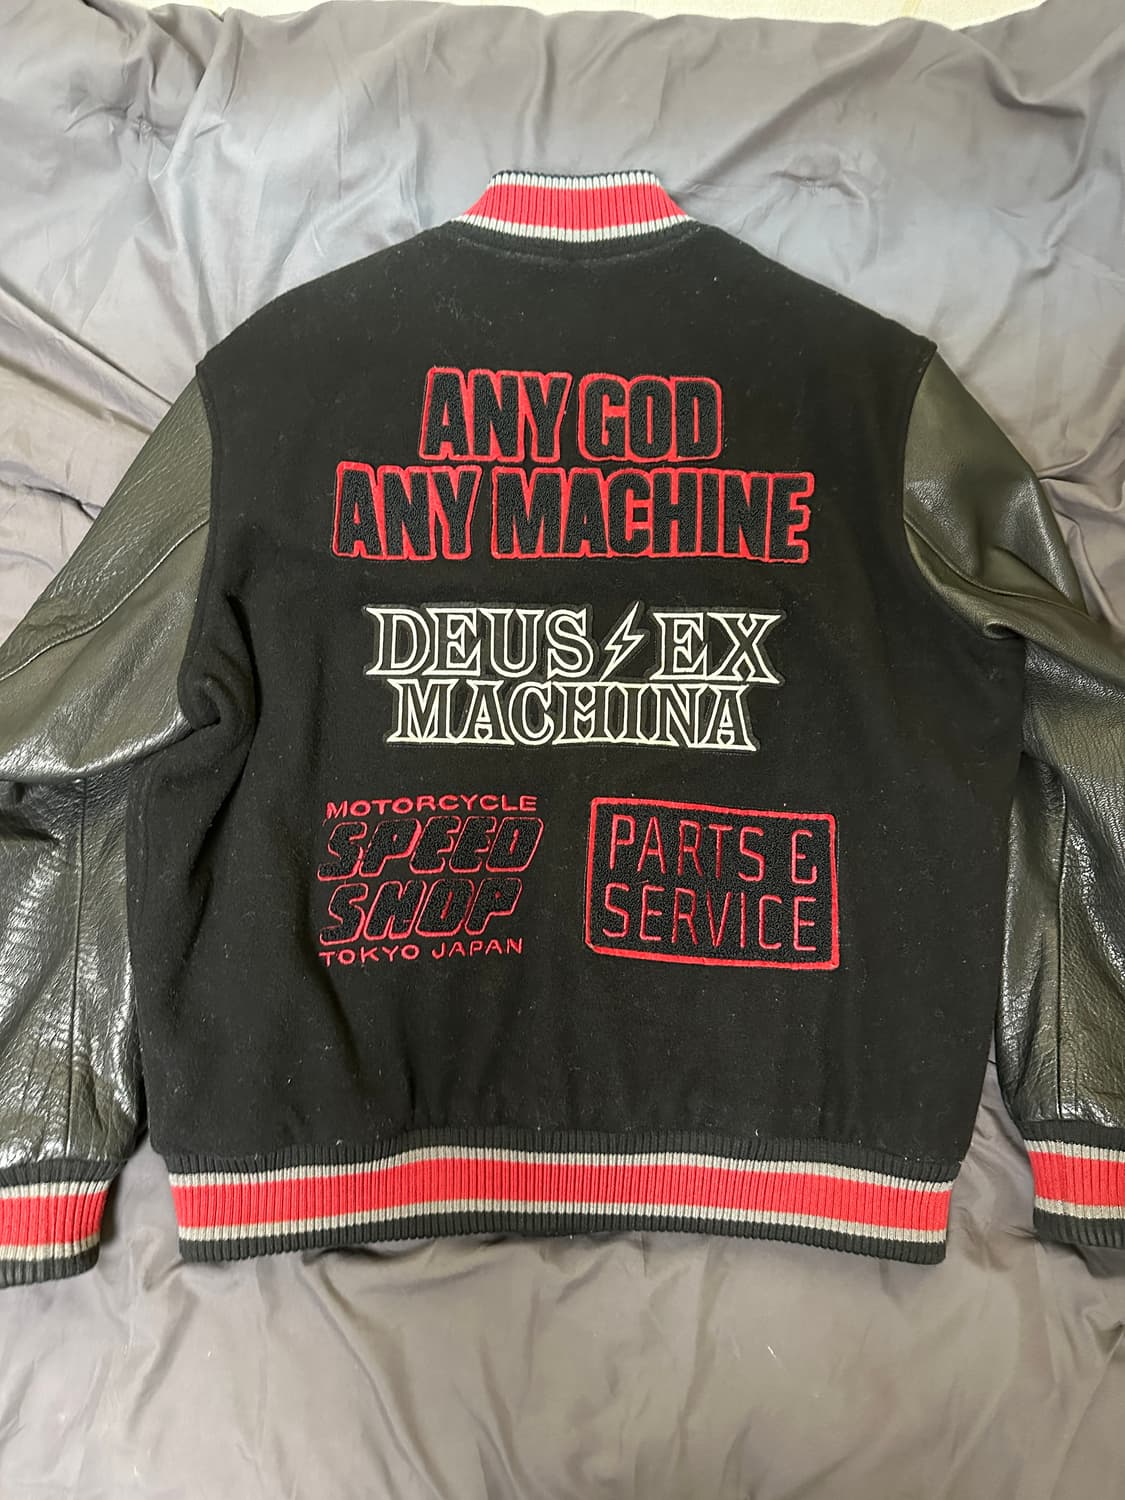 ANY GOD
ANY MACHINE
DEUS EX
MACHINA
MOTORCYCLE
SPEED
SHOP
TOKYO JAPAN
PARTS &
SERVICE